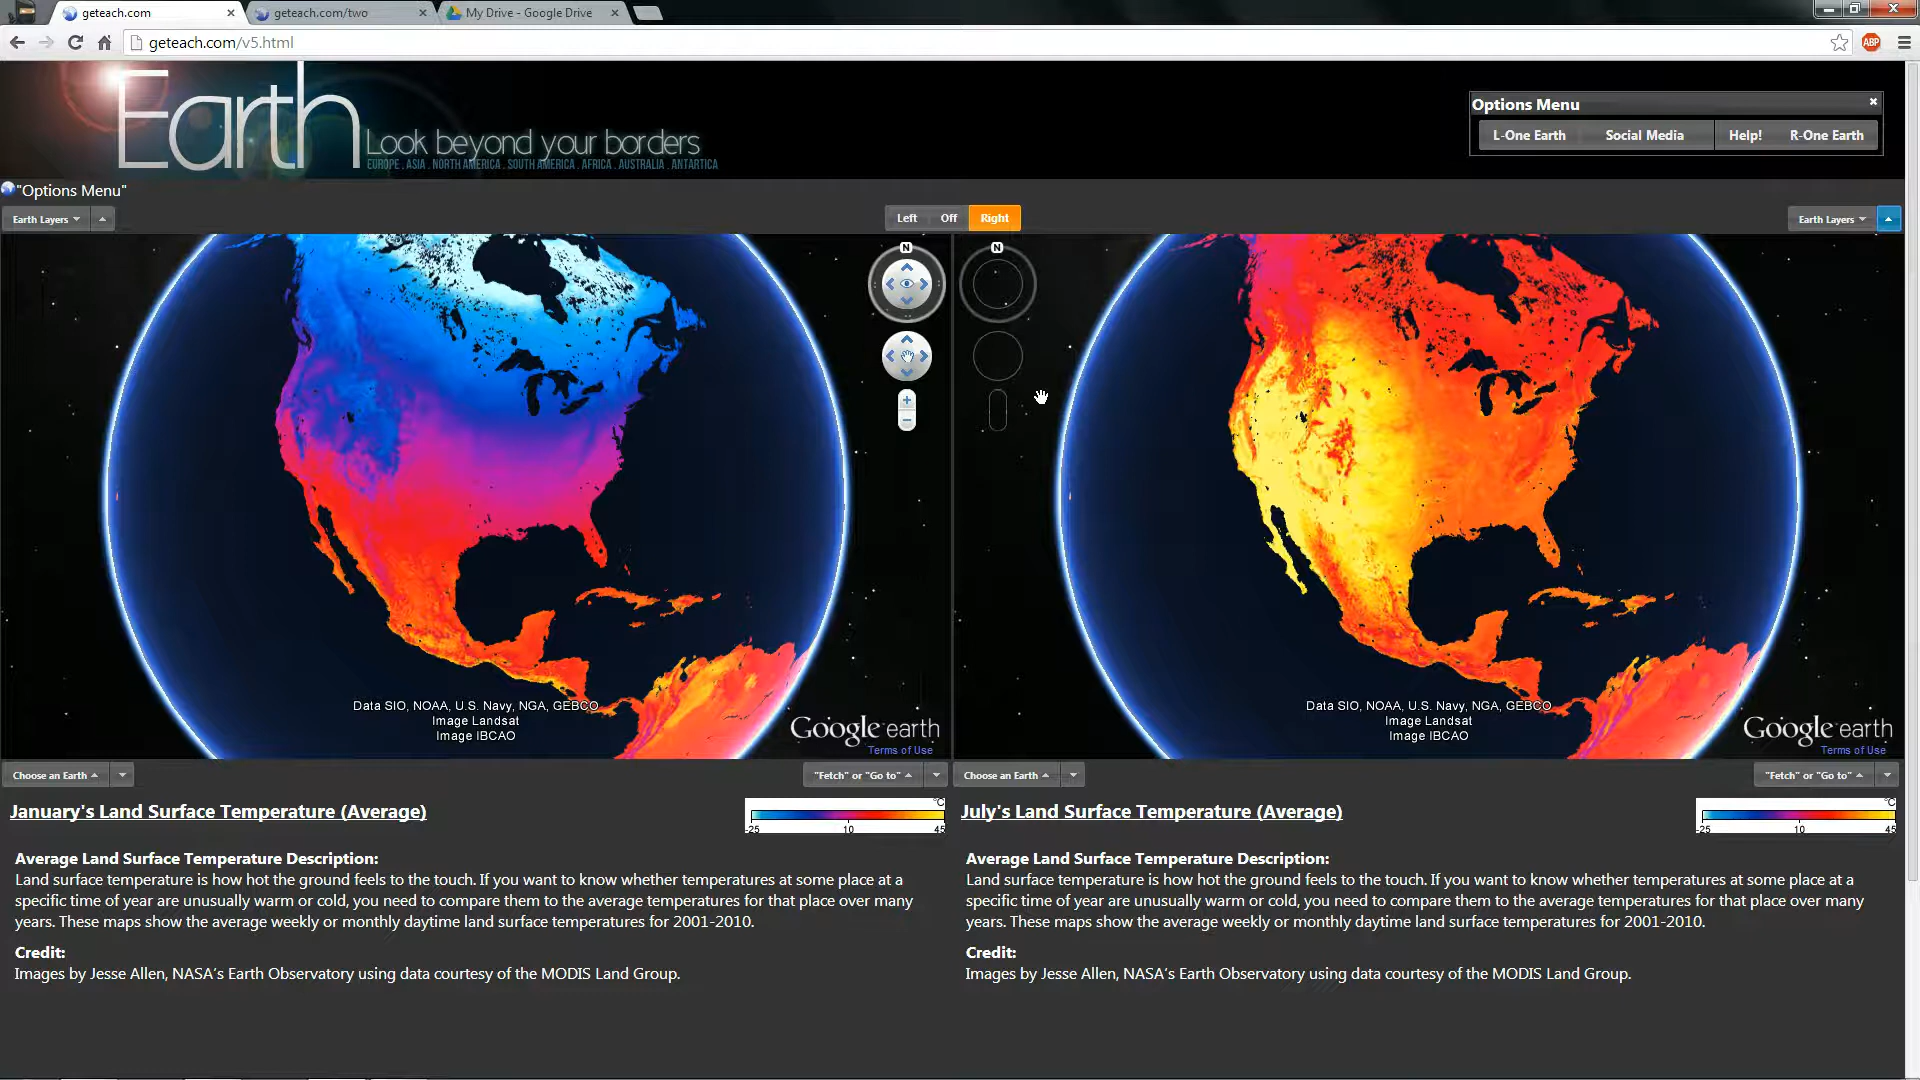 geteach.com
geteach.com/two
My Drive - Google Drive
geteach.com/v5.html
ABP
Earth
Look beyond your borders
EUROPE . ASIA . NORTH AMERICA . SOUTH AMERICA . AFRICA . AUSTRALIA . ANTARTICA
Options Menu
L-One Earth
Social Media
Help!
R-One Earth
"Options Menu"
Earth Layers
Left
Off
Right
Earth Layers
N
N
Data SIO, NOAA, U.S. Navy, NGA, GEBCO
Image Landsat
Image IBCAO
Google earth
Terms of Use
Data SIO, NOAA, U.S. Navy, NGA, GEBCO
Image Landsat
Image IBCAO
Google earth
Terms of Use
Choose an Earth
"Fetch" or "Go to"
Choose an Earth
"Fetch" or "Go to"
January's Land Surface Temperature (Average)
°C
-25 10 45
Average Land Surface Temperature Description:
Land surface temperature is how hot the ground feels to the touch. If you want to know whether temperatures at some place at a
specific time of year are unusually warm or cold, you need to compare them to the average temperatures for that place over many
years. These maps show the average weekly or monthly daytime land surface temperatures for 2001-2010.
Credit:
Images by Jesse Allen, NASA's Earth Observatory using data courtesy of the MODIS Land Group.
July's Land Surface Temperature (Average)
°C
-25 10 45
Average Land Surface Temperature Description:
Land surface temperature is how hot the ground feels to the touch. If you want to know whether temperatures at some place at a
specific time of year are unusually warm or cold, you need to compare them to the average temperatures for that place over many
years. These maps show the average weekly or monthly daytime land surface temperatures for 2001-2010.
Credit:
Images by Jesse Allen, NASA's Earth Observatory using data courtesy of the MODIS Land Group.